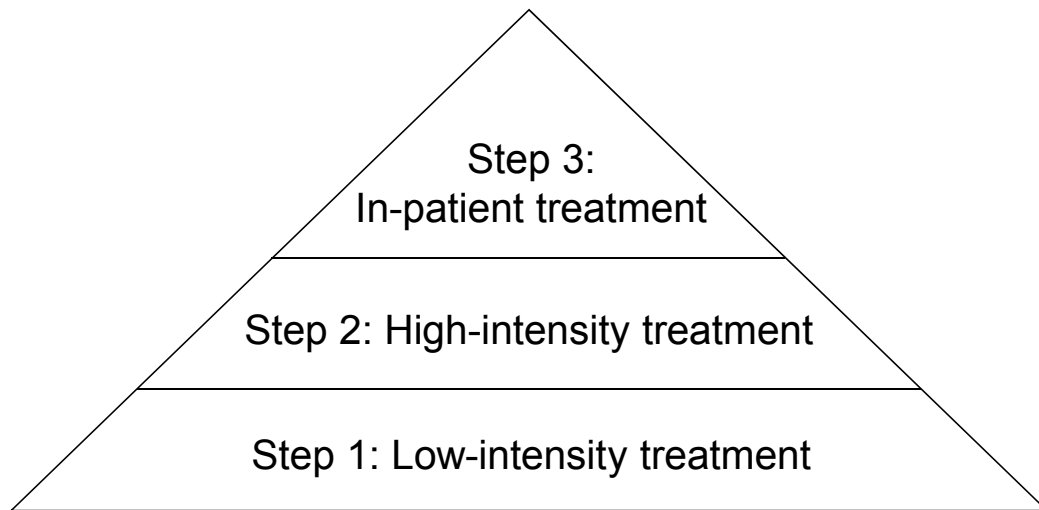 Step 3:
In-patient treatment
Step 2: High-intensity treatment
Step 1: Low-intensity treatment